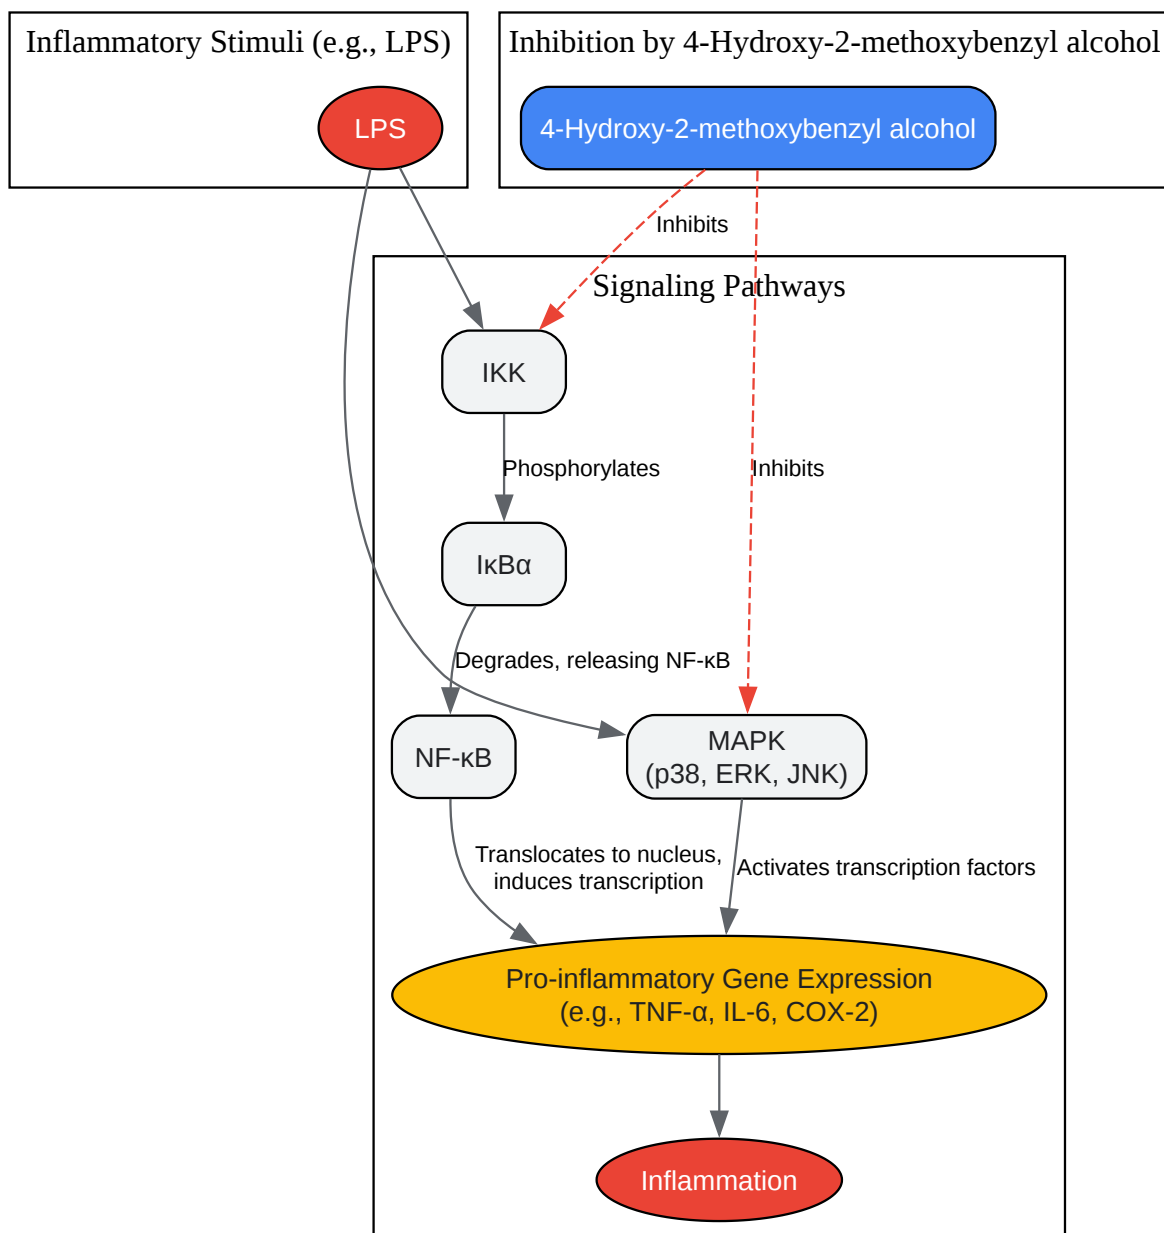 Inflammatory Stimuli (e.g., LPS)
LPS
Inhibition by 4-Hydroxy-2-methoxybenzyl alcohol
4-Hydroxy-2-methoxybenzyl alcohol
Inhibits
Signaling Pathways
IKK
Phosphorylates
Inhibits
IκBα
Degrades, releasing NF-κB
NF-κB
MAPK
(p38, ERK, JNK)
Translocates to nucleus,
induces transcription
Activates transcription factors
Pro-inflammatory Gene Expression
(e.g., TNF-α, IL-6, COX-2)
Inflammation